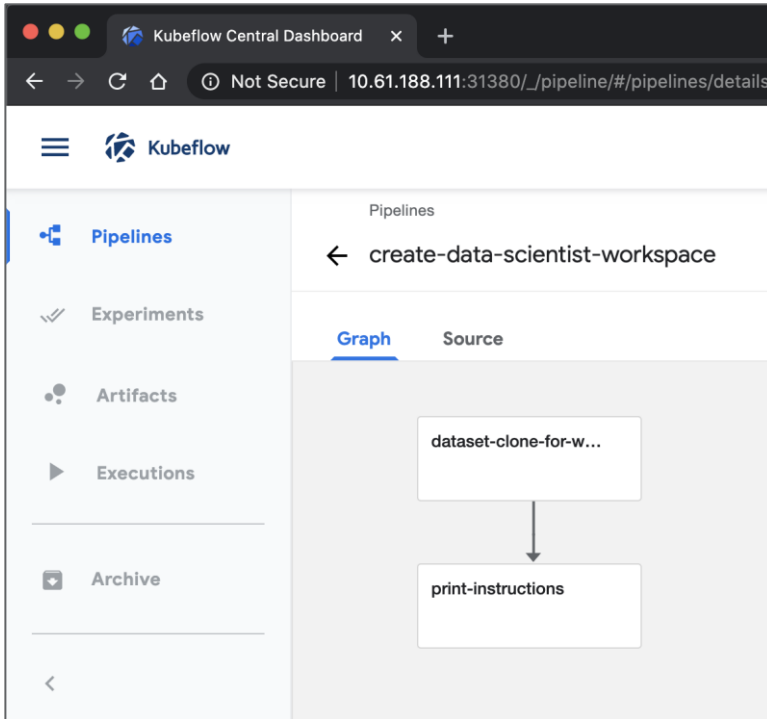 Kubeflow Central Dashboard
Not Secure | 10.61.188.111:31380/_/pipeline/#/pipelines/details
Kubeflow
Pipelines
Experiments
Artifacts
Executions
Archive
Pipelines
create-data-scientist-workspace
Graph Source
dataset-clone-for-w...
print-instructions